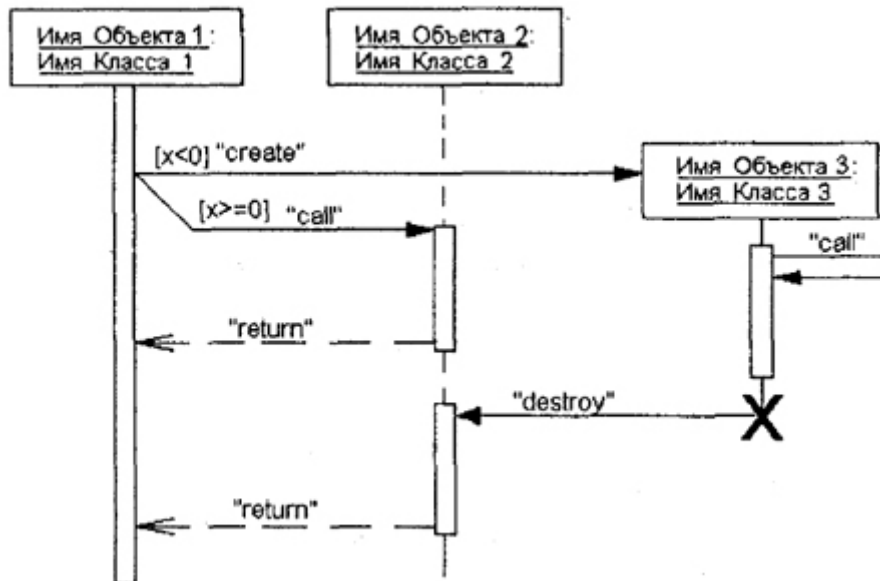 Имя Объекта 1:
Имя Класса 1
Имя Объекта 2:
Имя Класса 2
[x<0] "create"
Имя Объекта 3:
Имя Класса 3
[x>=0] "call"
"call"
"return"
"destroy"
"return"